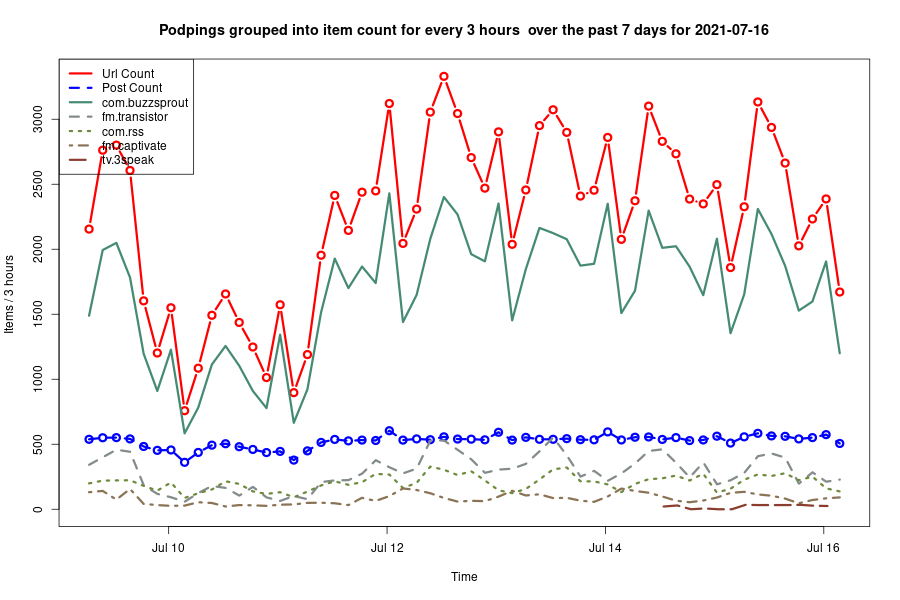 Podpings grouped into item count for every 3 hours  over the past 7 days for 2021-07-16
Url Count
Post Count
com.buzzsprout
fm.transistor
com.rss
fm.captivate
tv.3speak
Items / 3 hours
3000
2500
2000
1500
1000
500
0
Jul 10
Jul 12
Jul 14
Jul 16
Time